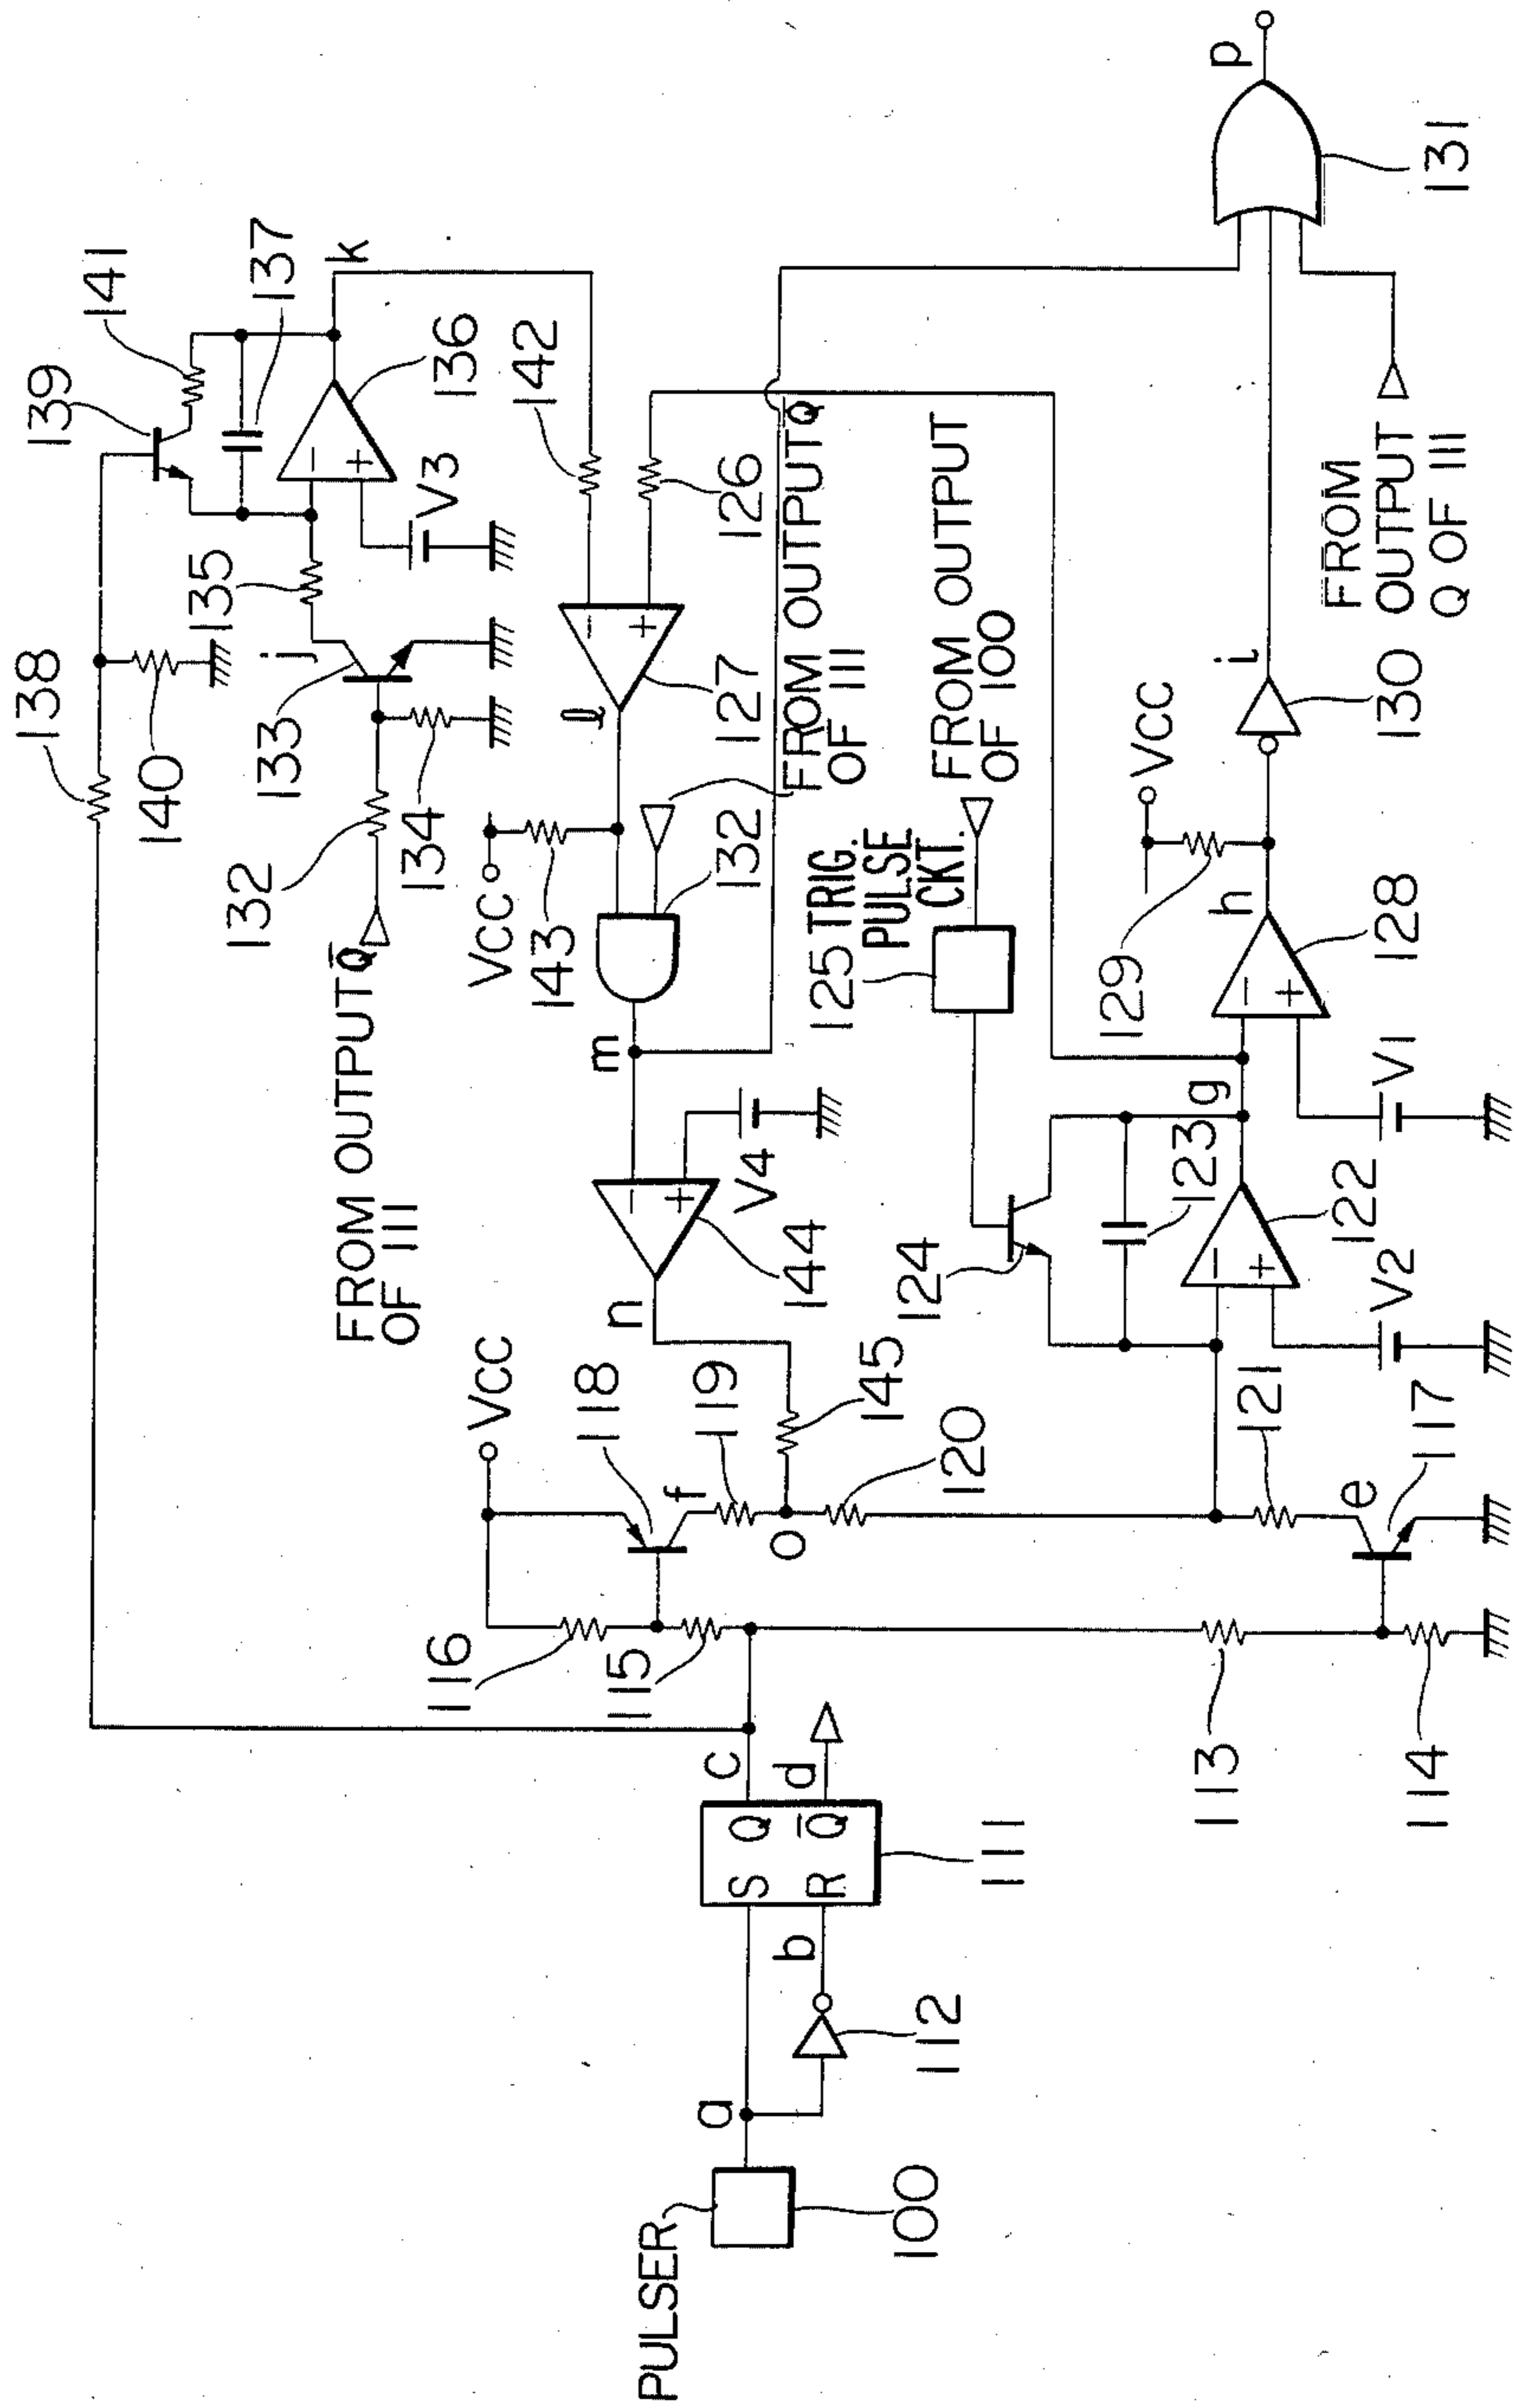 PULSER
100
a
112
b
S Q
R Q̅
111
c
d
138
140
139
141
137
k
136
V3
135
j
133
134
132
FROM OUTPUT Q̅
OF 111
142
126
127
l
VCC
143
132
FROM OUTPUT Q̅
OF 111
m
V4
144
n
145
VCC
116
115
118
f
119
o
120
121
e
117
113
114
125 TRIG.
PULSE
CKT.
FROM OUTPUT
OF 100
124
123
122
V2
g
V1
128
h
129
VCC
130
i
FROM
OUTPUT
Q OF 111
131
p
−
+
−
+
−
+
−
+
−
+